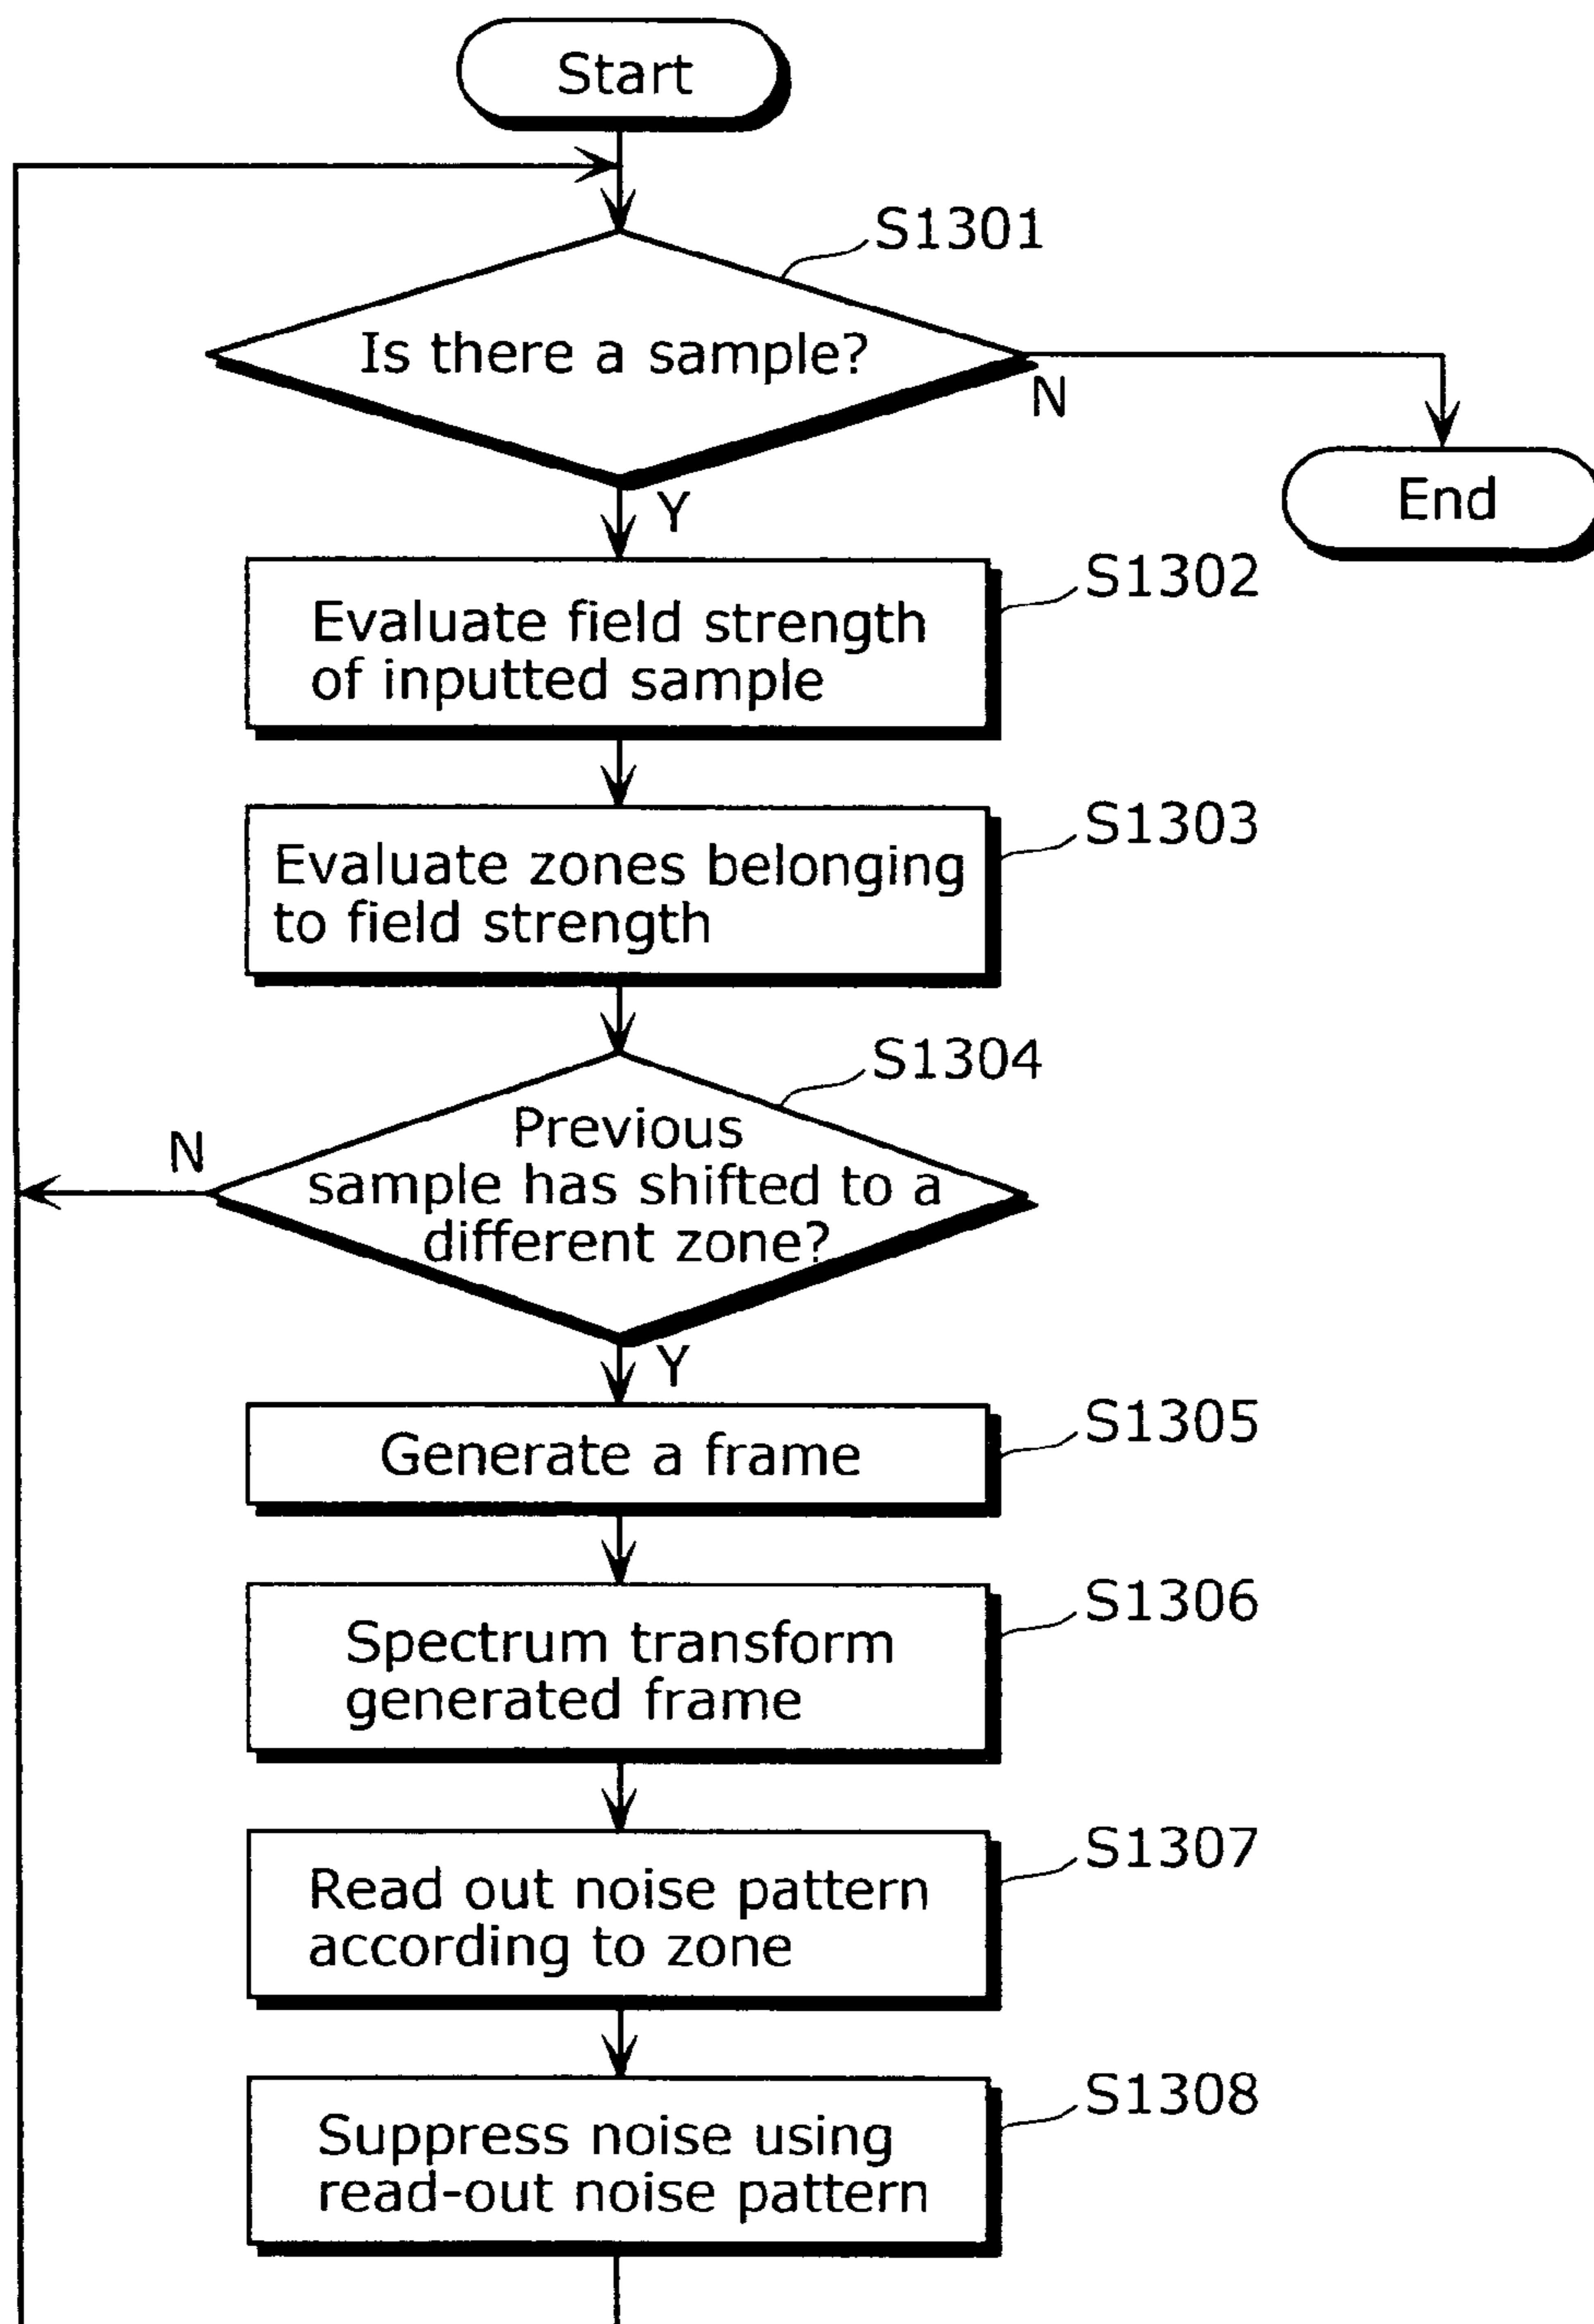 Start
S1301
Is there a sample?
N
End
Y
S1302
Evaluate field strength
of inputted sample
S1303
Evaluate zones belonging
to field strength
S1304
Previous
sample has shifted to a
different zone?
N
Y
S1305
Generate a frame
S1306
Spectrum transform
generated frame
S1307
Read out noise pattern
according to zone
S1308
Suppress noise using
read-out noise pattern